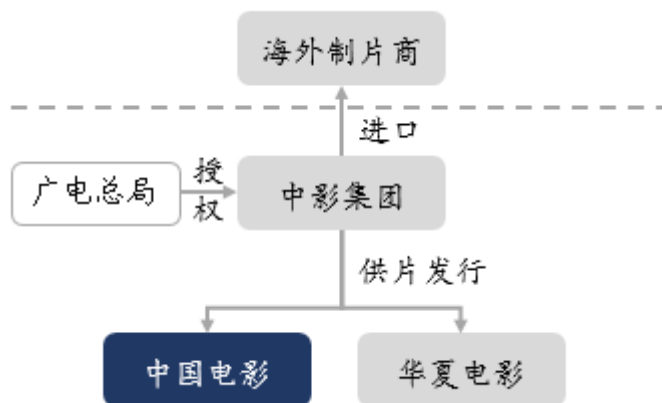 海外制片商
进口
广电总局
授
权
中影集团
供片发行
中国电影
华夏电影